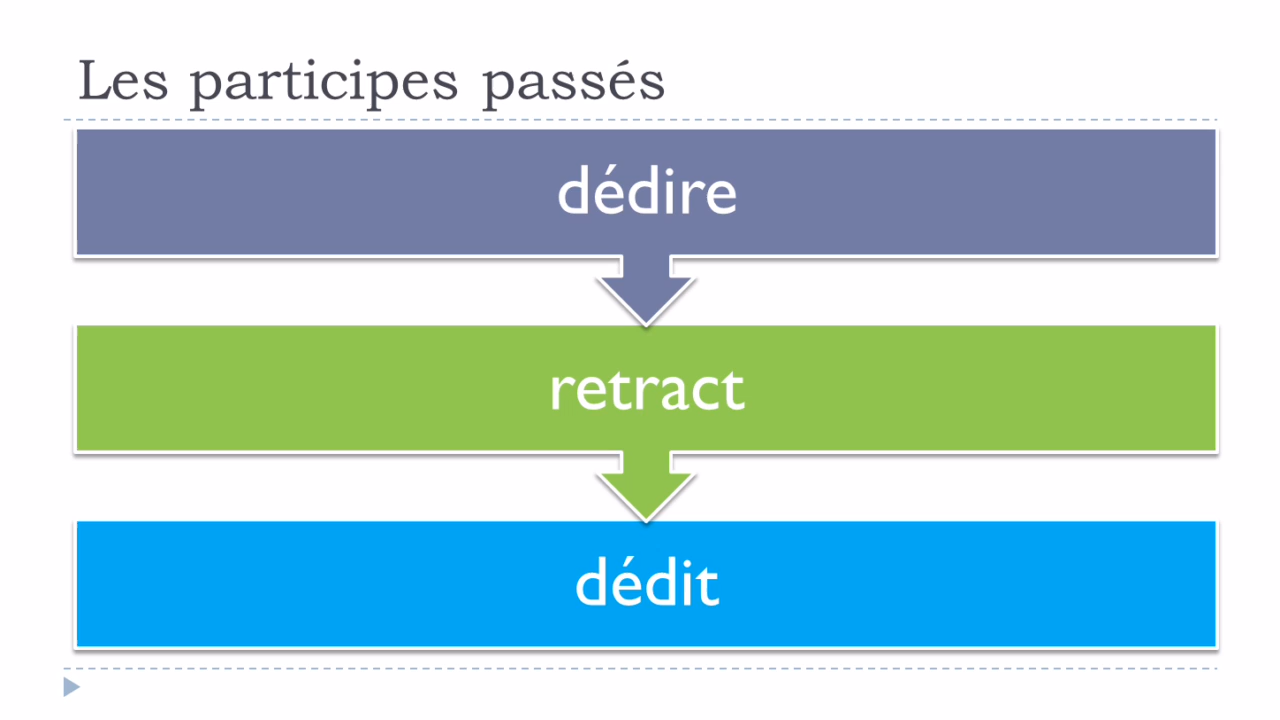 Les participes passés
dédire
retract
dédit